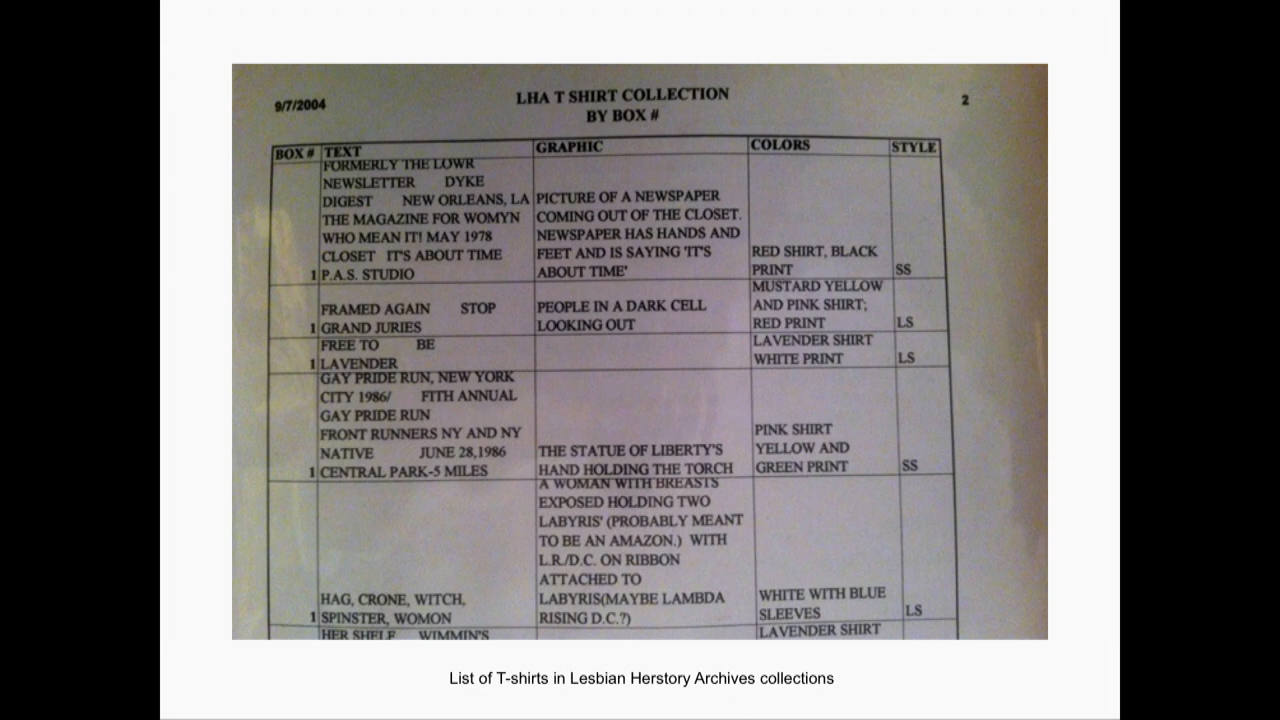 9/7/2004
LHA T SHIRT COLLECTION
BY BOX #
2
BOX # TEXT GRAPHIC COLORS STYLE
FORMERLY THE LOWR
NEWSLETTER DYKE
DIGEST NEW ORLEANS, LA
THE MAGAZINE FOR WOMYN
WHO MEAN IT! MAY 1978
CLOSET IT'S ABOUT TIME
1 P.A.S. STUDIO
PICTURE OF A NEWSPAPER
COMING OUT OF THE CLOSET.
NEWSPAPER HAS HANDS AND
FEET AND IS SAYING 'IT'S
ABOUT TIME'
RED SHIRT, BLACK
PRINT
SS
FRAMED AGAIN STOP
1 GRAND JURIES
PEOPLE IN A DARK CELL
LOOKING OUT
MUSTARD YELLOW
AND PINK SHIRT;
RED PRINT
LS
FREE TO BE
1 LAVENDER
LAVENDER SHIRT
WHITE PRINT
LS
GAY PRIDE RUN, NEW YORK
CITY 1986/ FITH ANNUAL
GAY PRIDE RUN
FRONT RUNNERS NY AND NY
NATIVE JUNE 28,1986
1 CENTRAL PARK-5 MILES
THE STATUE OF LIBERTY'S
HAND HOLDING THE TORCH
PINK SHIRT
YELLOW AND
GREEN PRINT
SS
HAG, CRONE, WITCH,
1 SPINSTER, WOMON
A WOMAN WITH BREASTS
EXPOSED HOLDING TWO
LABYRIS' (PROBABLY MEANT
TO BE AN AMAZON.) WITH
L.R./D.C. ON RIBBON
ATTACHED TO
LABYRIS(MAYBE LAMBDA
RISING D.C.?)
WHITE WITH BLUE
SLEEVES
LS
HER SHELF WIMMIN'S
LAVENDER SHIRT
List of T-shirts in Lesbian Herstory Archives collections